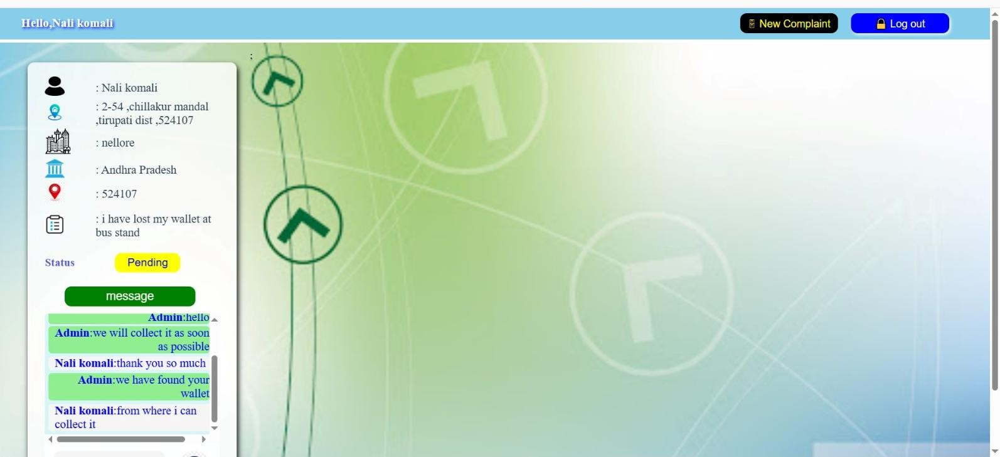 Hello,Nali komali
New Complaint
Log out
;
: Nali komali
: 2-54 ,chillakur mandal
,tirupati dist ,524107
: nellore
: Andhra Pradesh
: 524107
: i have lost my wallet at
bus stand
Status
Pending
message
Admin:hello
Admin:we will collect it as soon
as possible
Nali komali:thank you so much
Admin:we have found your
wallet
Nali komali:from where i can
collect it